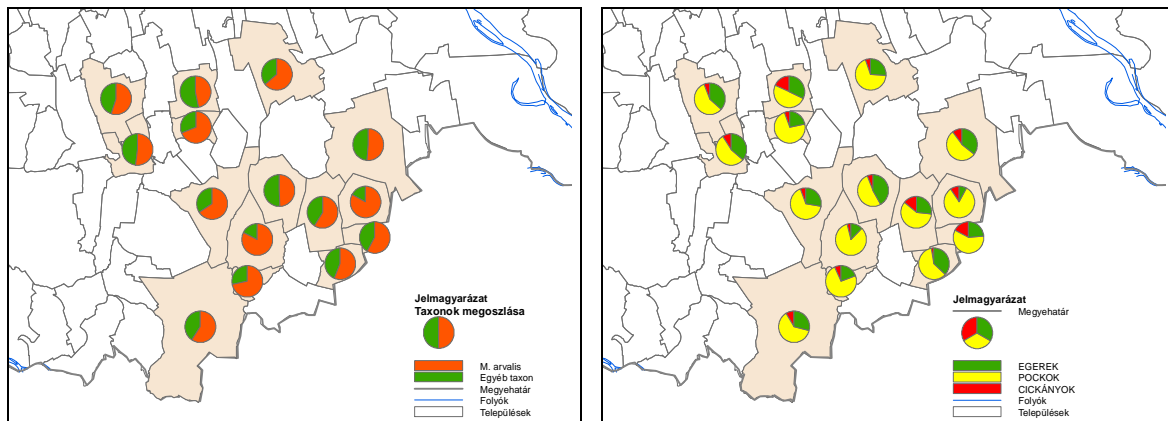 Jelmagyarázat
Taxonok megoszlása
M. arvalis
Egyéb taxon
Megyehatár
Folyók
Települések
Jelmagyarázat
Megyehatár
EGEREK
POCKOK
CICKÁNYOK
Folyók
Települések